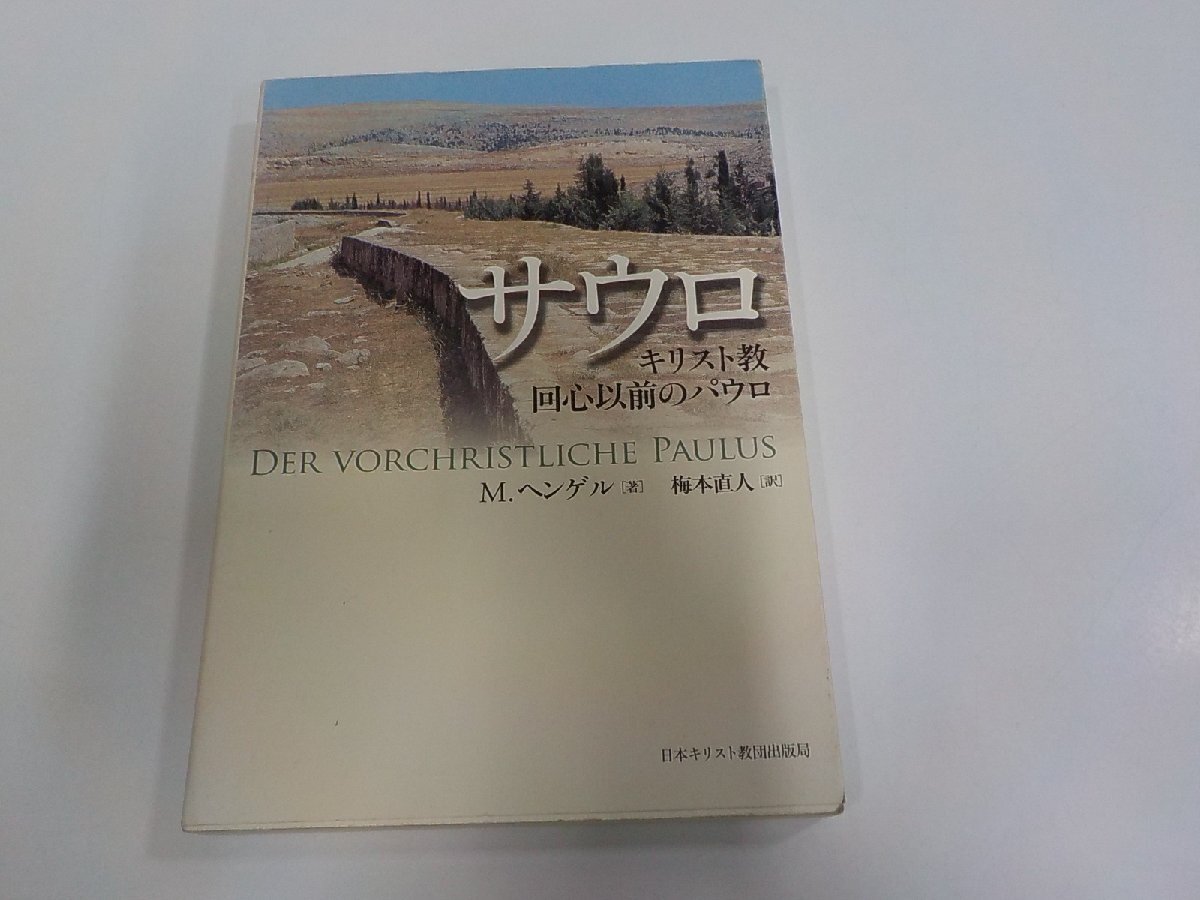 サウロ
キリスト教
回心以前のパウロ
DER VORCHRISTLICHE PAULUS
M.ヘンゲル[著] 梅本直人[訳]
日本キリスト教団出版局